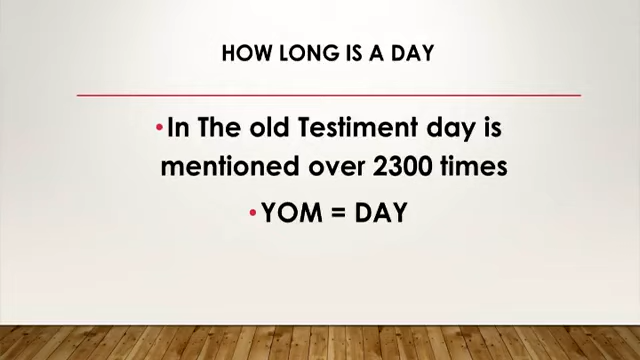 HOW LONG IS A DAY
•In The old Testiment day is
mentioned over 2300 times
•YOM = DAY